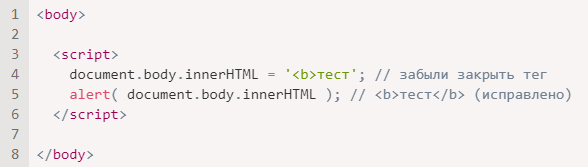 1 <body>
2
3   <script>
4     document.body.innerHTML = '<b>тест'; // забыли закрыть тег
5     alert( document.body.innerHTML ); // <b>тест</b> (исправлено)
6   </script>
7
8 </body>